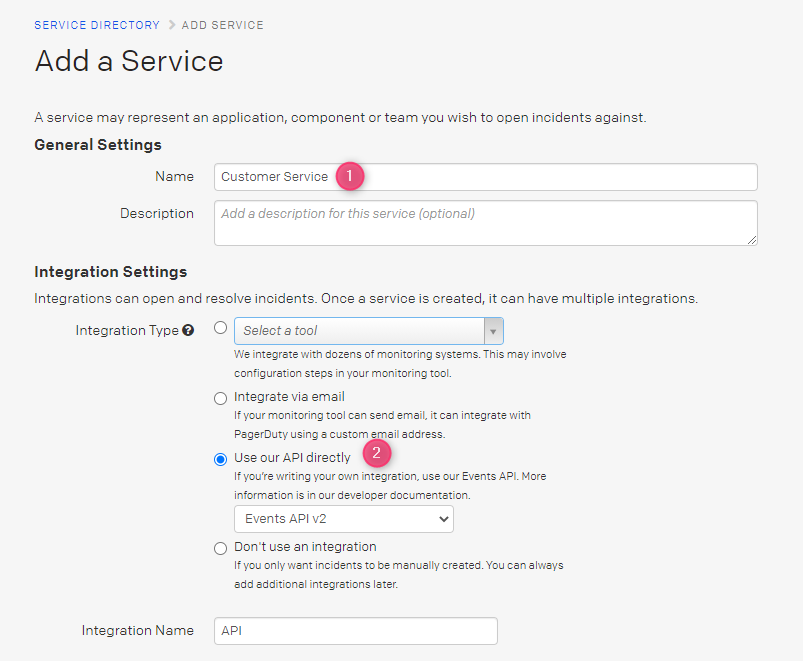 SERVICE DIRECTORY > ADD SERVICE
Add a Service
A service may represent an application, component or team you wish to open incidents against.
General Settings
Name
Customer Service
1
Description
Add a description for this service (optional)
Integration Settings
Integrations can open and resolve incidents. Once a service is created, it can have multiple integrations.
Integration Type ?
Select a tool
We integrate with dozens of monitoring systems. This may involve
configuration steps in your monitoring tool.
Integrate via email
If your monitoring tool can send email, it can integrate with
PagerDuty using a custom email address.
Use our API directly
2
If you're writing your own integration, use our Events API. More
information is in our developer documentation.
Events API v2
Don't use an integration
If you only want incidents to be manually created. You can always
add additional integrations later.
Integration Name
API